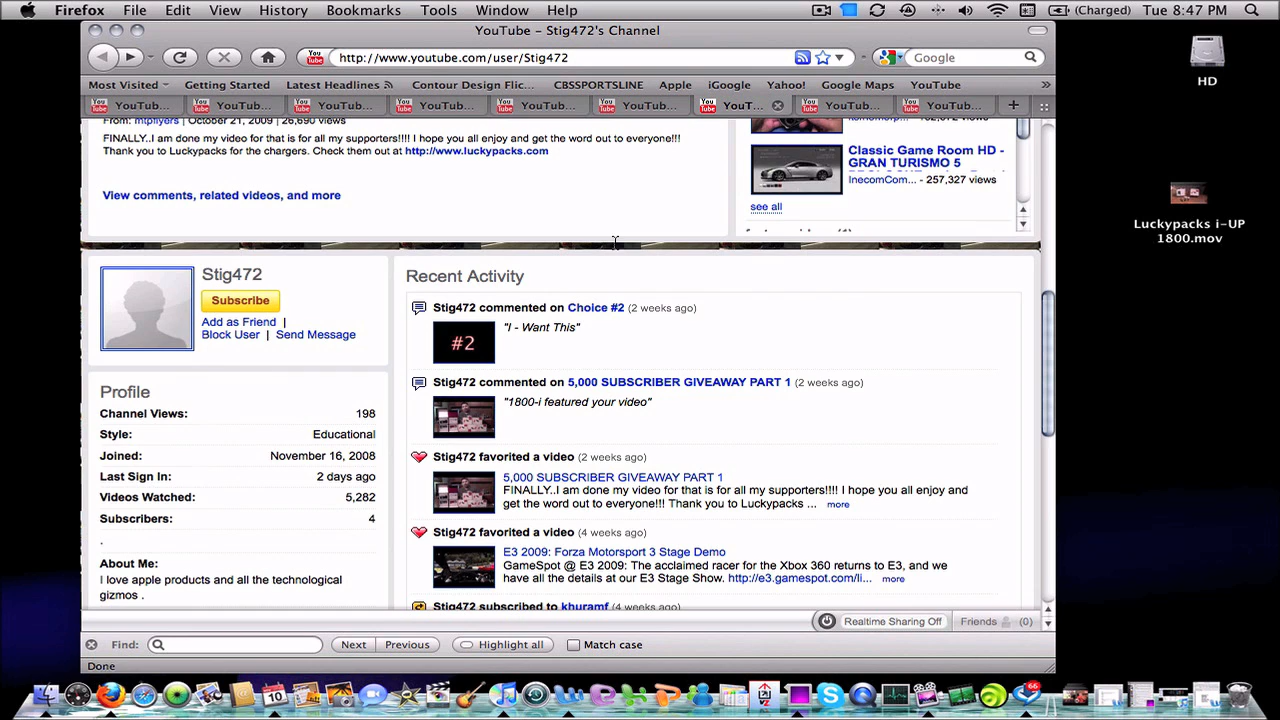 Firefox File Edit View History Bookmarks Tools Window Help (Charged) Tue 8:47 PM
YouTube - Stig472's Channel
http://www.youtube.com/user/Stig472 Google
Most Visited Getting Started Latest Headlines Contour Design Flic... CBSSPORTSLINE Apple iGoogle Yahoo! Google Maps YouTube
YouTub... YouTub... YouTub... YouTub... YouTub... YouTub... YouT... YouTub... YouTub...
From: mtpflyers | October 21, 2009 | 26,690 views
FINALLY..I am done my video for that is for all my supporters!!!! I hope you all enjoy and get the word out to everyone!!!
Thank you to Luckypacks for the chargers. Check them out at http://www.luckypacks.com
View comments, related videos, and more
Classic Game Room HD -
GRAN TURISMO 5
InecomCom... - 257,327 views
see all
HD
Luckypacks i-UP
1800.mov
Stig472
Subscribe
Add as Friend |
Block User | Send Message
Profile
Channel Views: 198
Style: Educational
Joined: November 16, 2008
Last Sign In: 2 days ago
Videos Watched: 5,282
Subscribers: 4
.
About Me:
I love apple products and all the technological
gizmos .
Recent Activity
Stig472 commented on Choice #2 (2 weeks ago)
"I - Want This"
#2
Stig472 commented on 5,000 SUBSCRIBER GIVEAWAY PART 1 (2 weeks ago)
"1800-i featured your video"
Stig472 favorited a video (2 weeks ago)
5,000 SUBSCRIBER GIVEAWAY PART 1
FINALLY..I am done my video for that is for all my supporters!!!! I hope you all enjoy and
get the word out to everyone!!! Thank you to Luckypacks ... more
Stig472 favorited a video (4 weeks ago)
E3 2009: Forza Motorsport 3 Stage Demo
GameSpot @ E3 2009: The acclaimed racer for the Xbox 360 returns to E3, and we
have all the details at our E3 Stage Show. http://e3.gamespot.com/li... more
Stig472 subscribed to khuramf (4 weeks ago)
Realtime Sharing Off Friends (0)
Find: Next Previous Highlight all Match case
Done
10 66